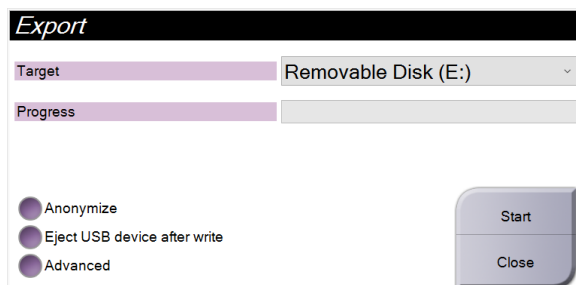 Export
Target
Removable Disk (E:)
Progress
Anonymize
Eject USB device after write
Advanced
Start
Close